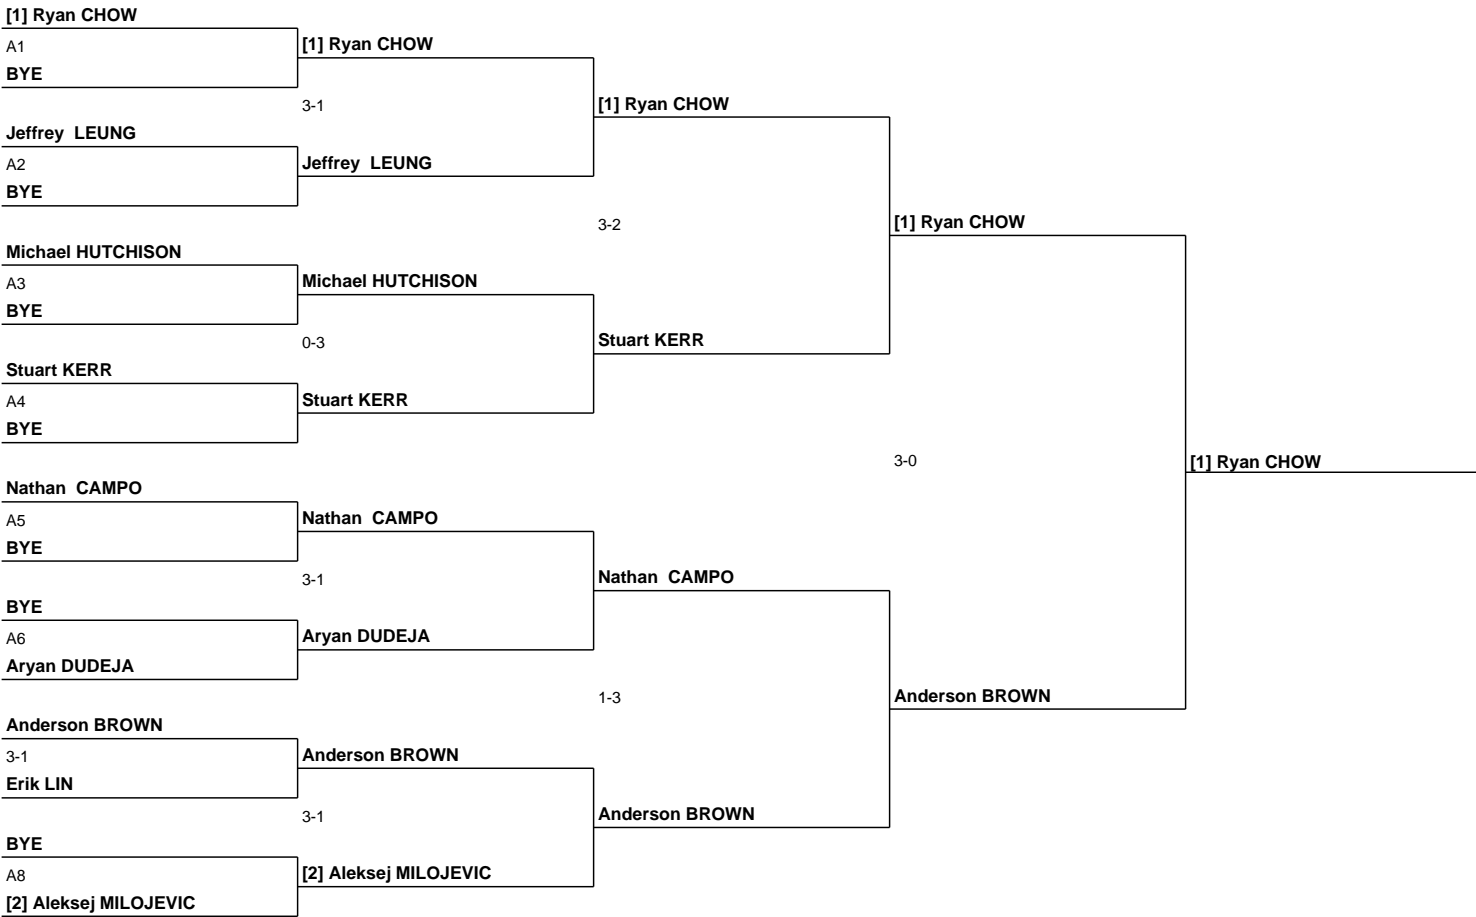 [1] Ryan CHOW
A1
BYE
Jeffrey  LEUNG
A2
BYE
Michael HUTCHISON
A3
BYE
Stuart KERR
A4
BYE
Nathan  CAMPO
A5
BYE
BYE
A6
Aryan DUDEJA
Anderson BROWN
3-1
Erik LIN
BYE
A8
[2] Aleksej MILOJEVIC
[1] Ryan CHOW
3-1
Jeffrey  LEUNG
Michael HUTCHISON
0-3
Stuart KERR
Nathan  CAMPO
3-1
Aryan DUDEJA
Anderson BROWN
3-1
[2] Aleksej MILOJEVIC
[1] Ryan CHOW
3-2
Stuart KERR
Nathan  CAMPO
1-3
Anderson BROWN
[1] Ryan CHOW
3-0
Anderson BROWN
[1] Ryan CHOW